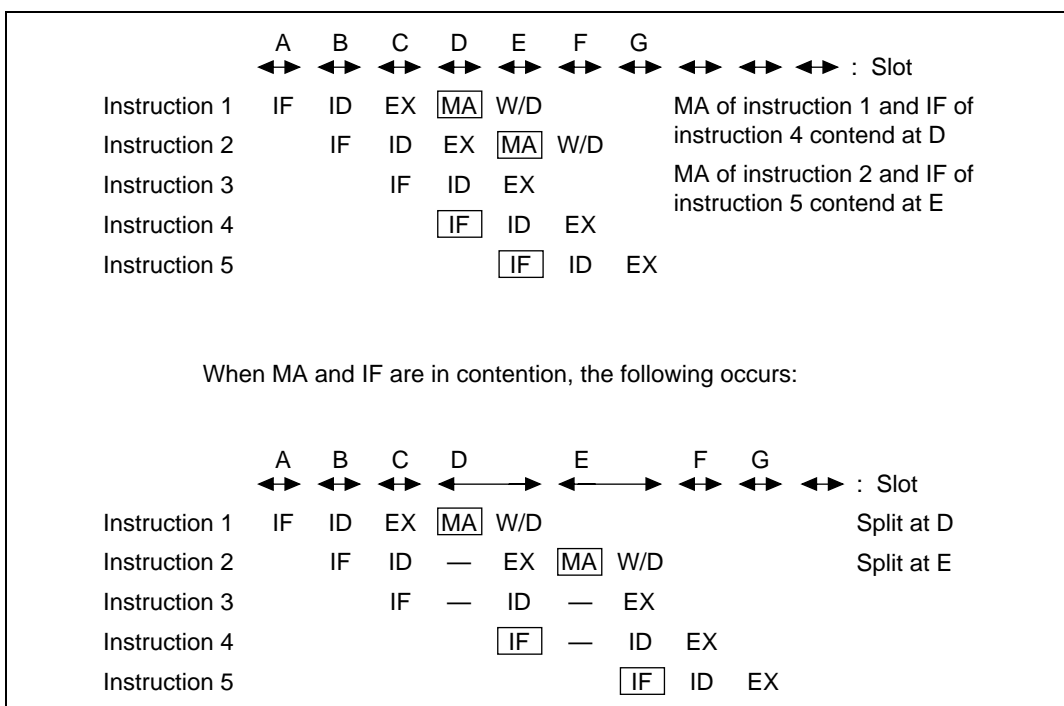 A B C D E F G
: Slot
Instruction 1 IF ID EX MA W/D MA of instruction 1 and IF of
instruction 4 contend at D
Instruction 2 IF ID EX MA W/D
MA of instruction 2 and IF of
instruction 5 contend at E
Instruction 3 IF ID EX
Instruction 4 IF ID EX
Instruction 5 IF ID EX
When MA and IF are in contention, the following occurs:
A B C D E F G
: Slot
Instruction 1 IF ID EX MA W/D Split at D
Instruction 2 IF ID — EX MA W/D Split at E
Instruction 3 IF — ID — EX
Instruction 4 IF — ID EX
Instruction 5 IF ID EX